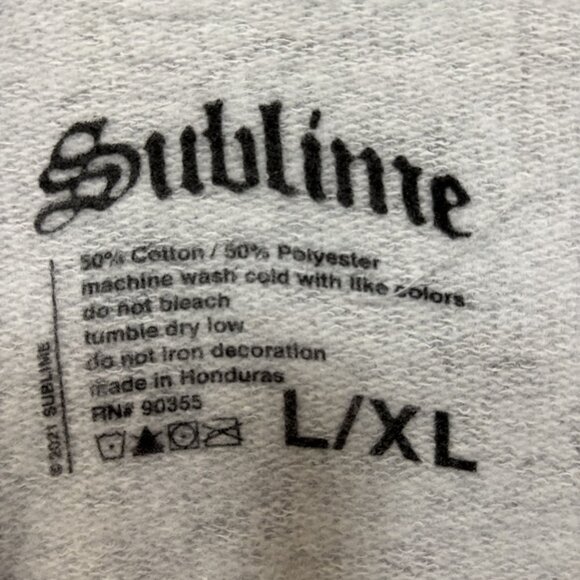 Sublime
50% Cotton / 50% Polyester
machine wash cold with like colors
do not bleach
tumble dry low
do not iron decoration
made in Honduras
RN# 90355
L/XL
© 2021 SUBLIME